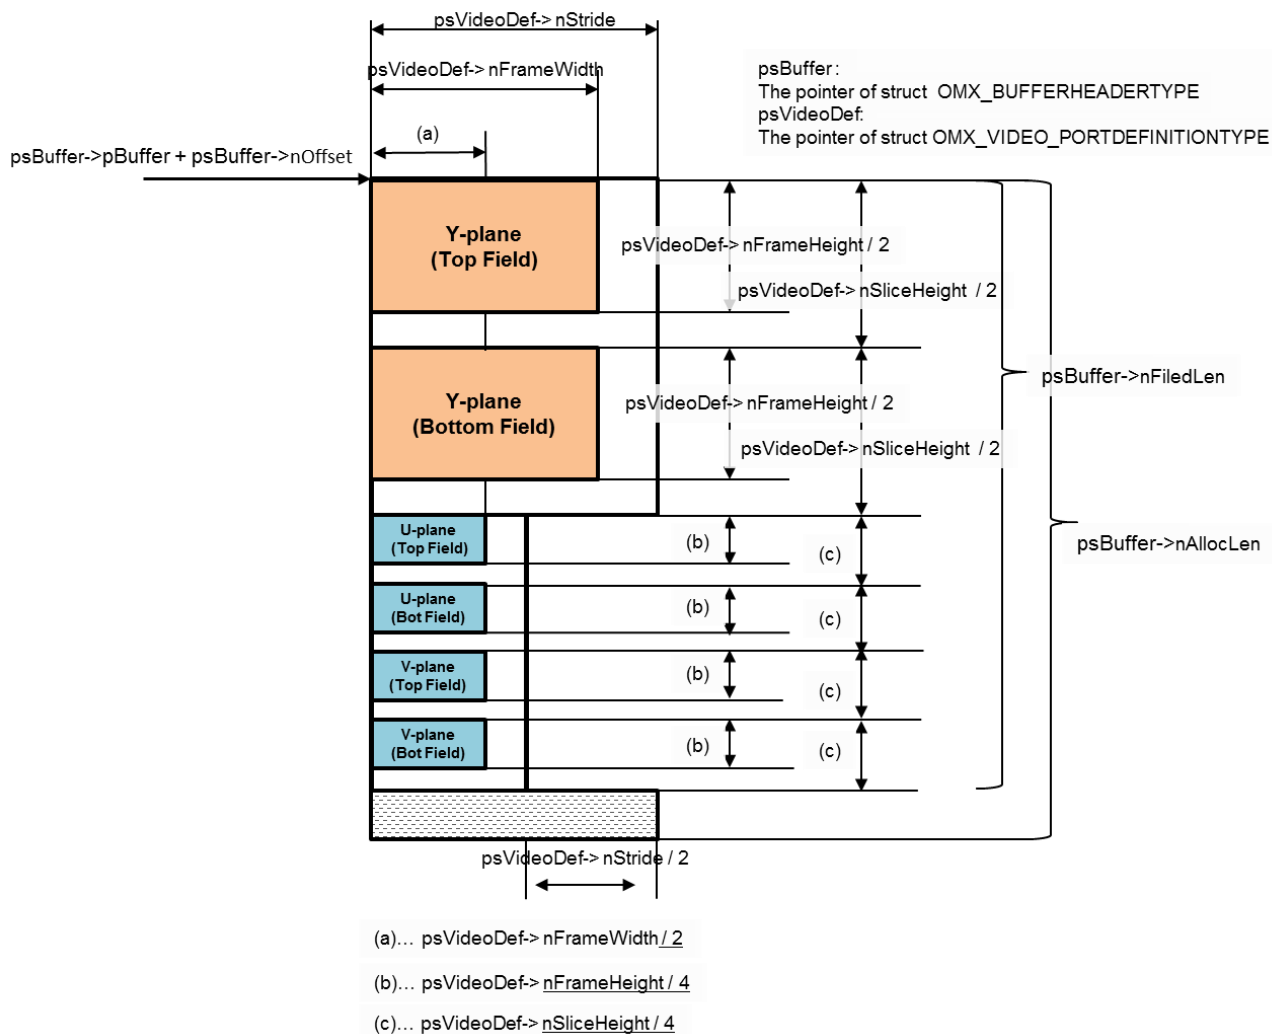 psVideoDef-> nStride
psVideoDef-> nFrameWidth
psBuffer:
The pointer of struct OMX_BUFFERHEADERTYPE
psVideoDef:
The pointer of struct OMX_VIDEO_PORTDEFINITIONTYPE
(a)
psBuffer->pBuffer + psBuffer->nOffset
Y-plane
(Top Field)
psVideoDef-> nFrameHeight / 2
psVideoDef-> nSliceHeight / 2
Y-plane
(Bottom Field)
psVideoDef-> nFrameHeight / 2
psVideoDef-> nSliceHeight / 2
psBuffer->nFiledLen
U-plane
(Top Field)
(b)
(c)
psBuffer->nAllocLen
U-plane
(Bot Field)
(b)
(c)
V-plane
(Top Field)
(b)
(c)
V-plane
(Bot Field)
(b)
(c)
psVideoDef-> nStride / 2
(a)... psVideoDef-> nFrameWidth / 2
(b)... psVideoDef-> nFrameHeight / 4
(c)... psVideoDef-> nSliceHeight / 4